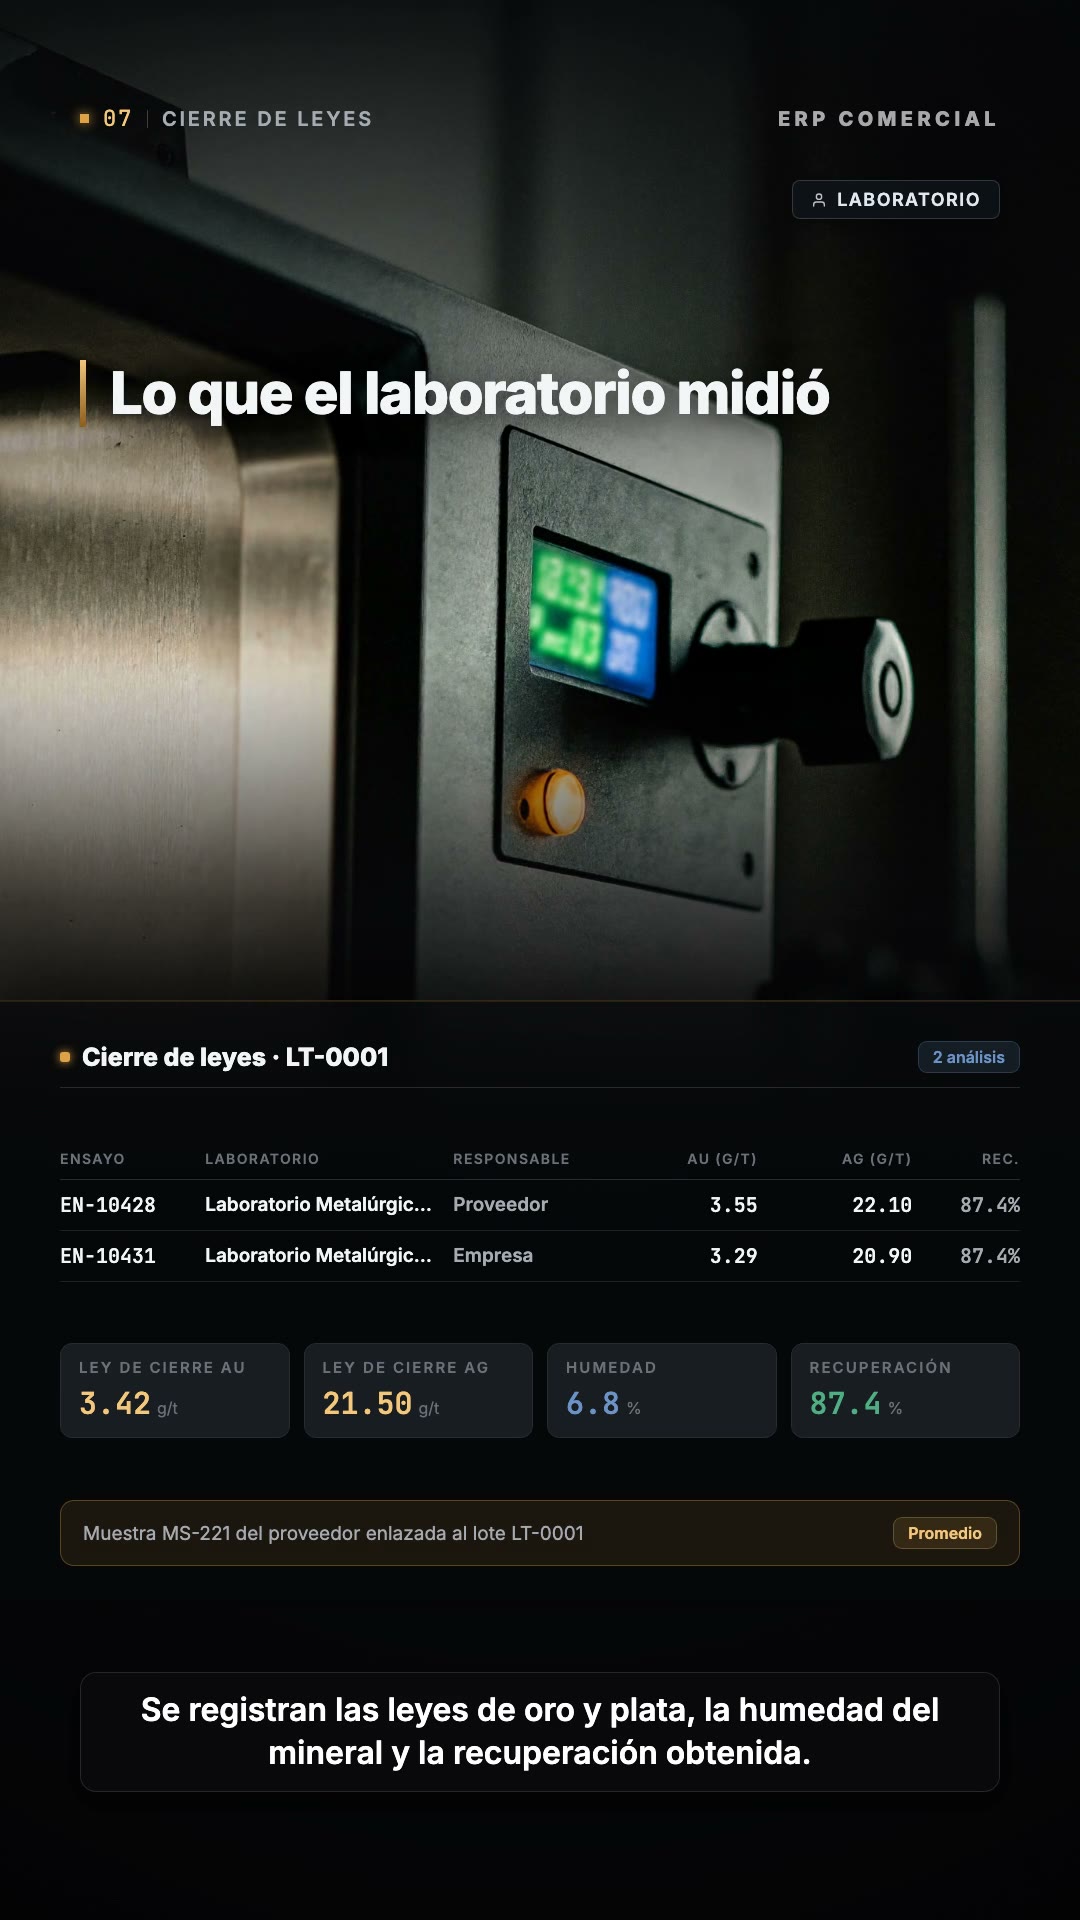 07 CIERRE DE LEYES
ERP COMERCIAL
LABORATORIO
Lo que el laboratorio midió
Cierre de leyes · LT-0001
2 análisis
ENSAYO LABORATORIO RESPONSABLE AU (G/T) AG (G/T) REC.
EN-10428 Laboratorio Metalúrgic... Proveedor 3.55 22.10 87.4%
EN-10431 Laboratorio Metalúrgic... Empresa 3.29 20.90 87.4%
LEY DE CIERRE AU LEY DE CIERRE AG HUMEDAD RECUPERACIÓN
3.42 g/t 21.50 g/t 6.8 % 87.4 %
Muestra MS-221 del proveedor enlazada al lote LT-0001 Promedio
Se registran las leyes de oro y plata, la humedad del
mineral y la recuperación obtenida.